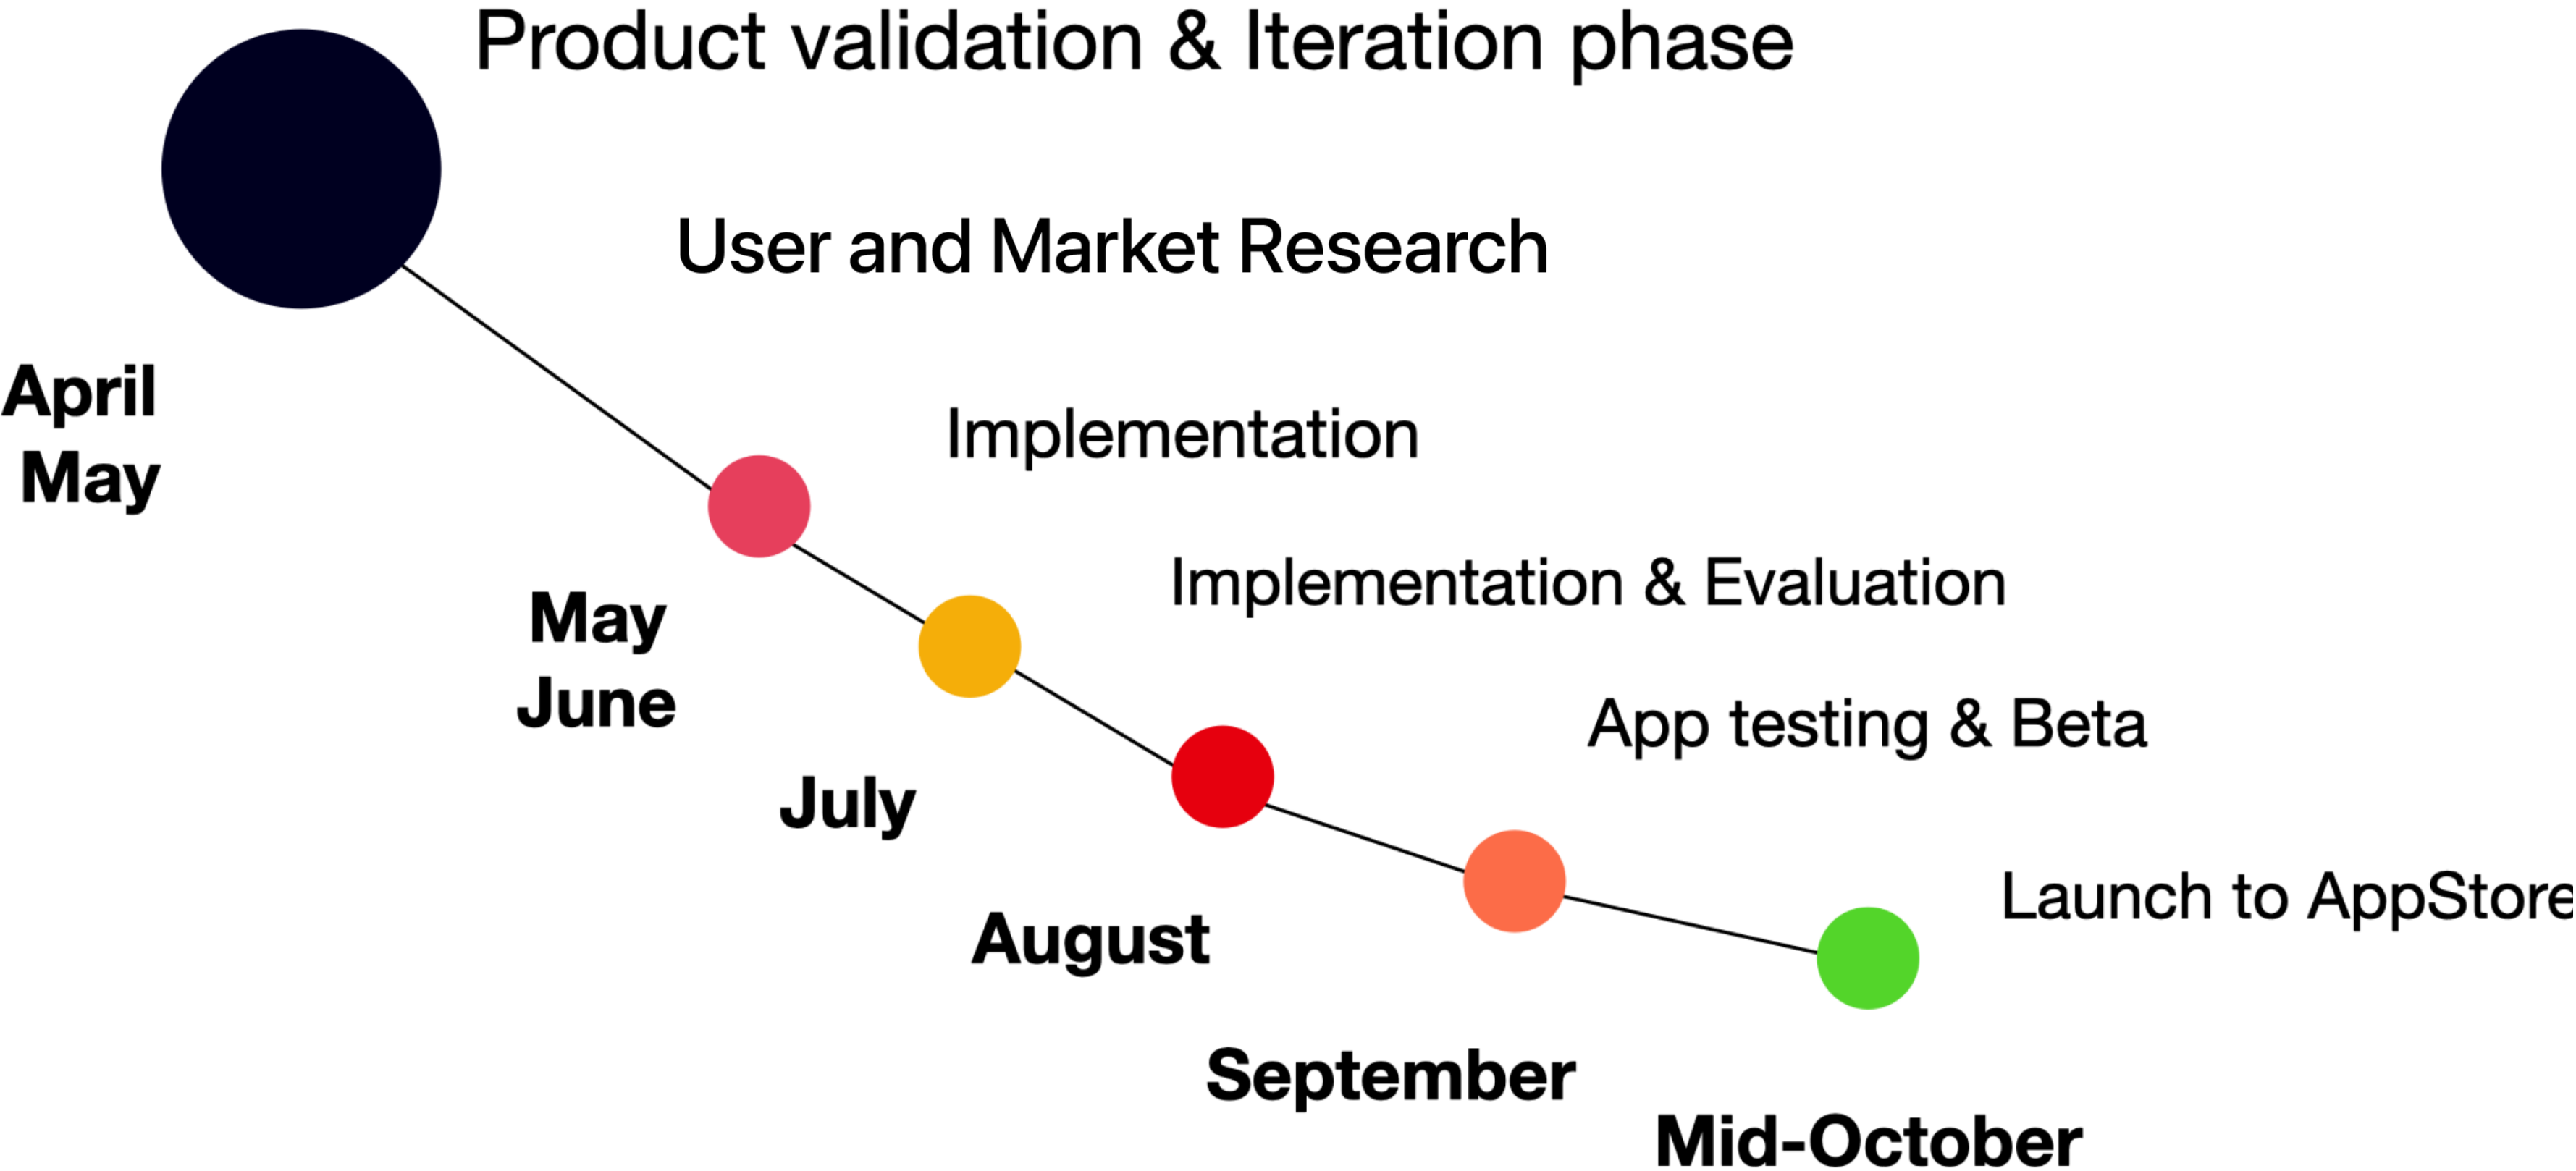 Product validation & Iteration phase
User and Market Research
April
May
Implementation
Implementation & Evaluation
May
June
App testing & Beta
July
Launch to AppStore
August
September
Mid-October